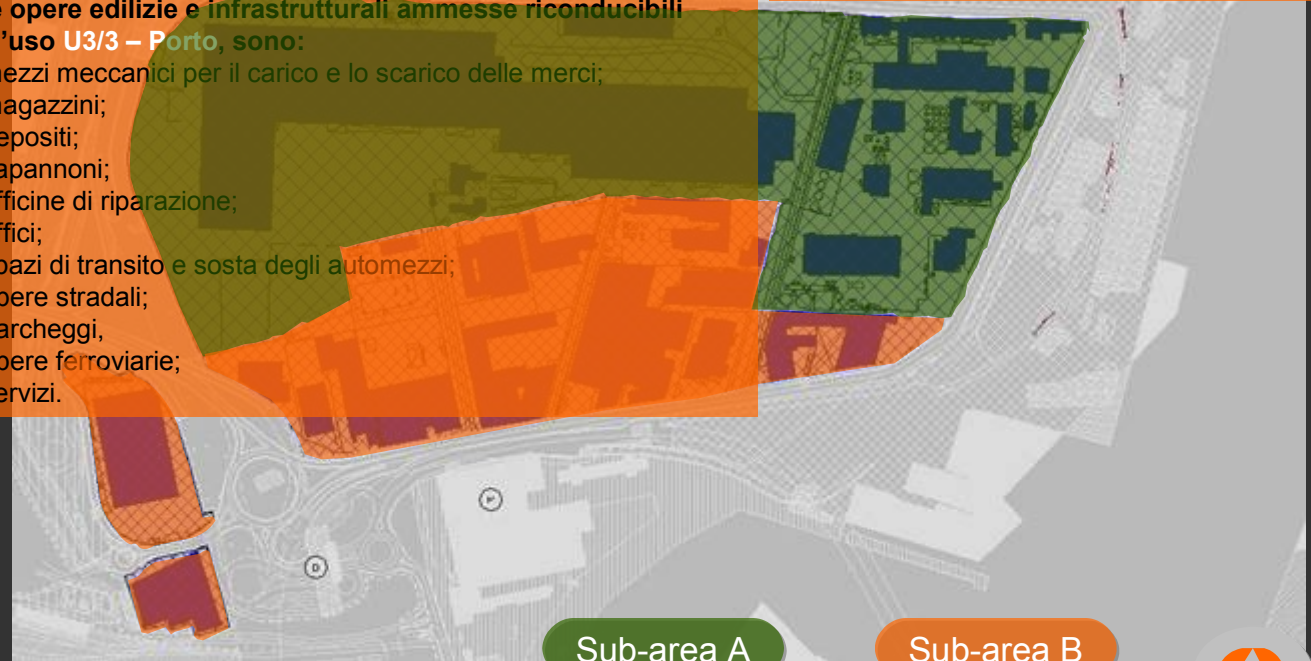 e opere edilizie e infrastrutturali ammesse riconducibili
'uso U3/3 – Porto, sono:
mezzi meccanici per il carico e lo scarico delle merci;
magazzini;
epositi;
apannoni;
fficine di riparazione;
ffici;
pazi di transito e sosta degli automezzi;
pere stradali;
archeggi,
pere ferroviarie;
ervizi.
D
Sub-area A
Sub-area B